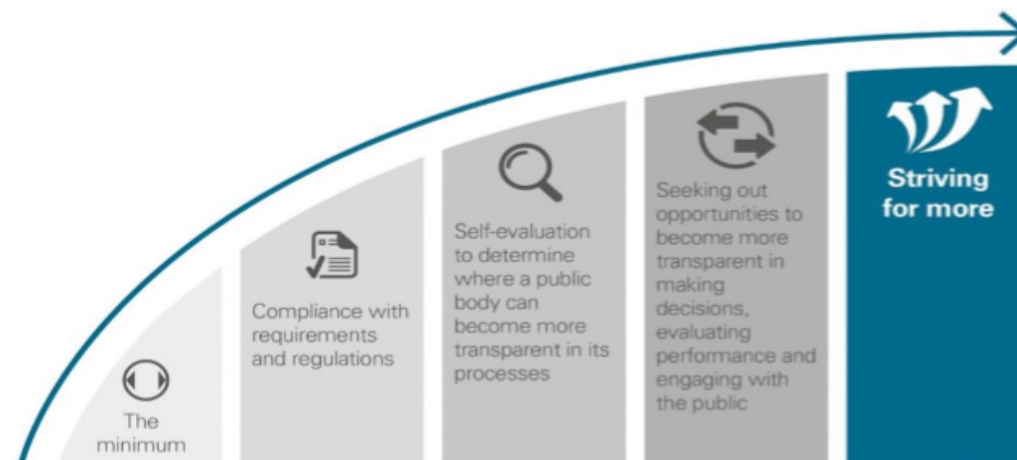 The
minimum
Compliance with
requirements
and regulations
Self-evaluation
to determine
where a public
body can
become more
transparent in its
processes
Seeking out
opportunities to
become more
transparent in
making
decisions,
evaluating
performance and
engaging with
the public
Striving
for more